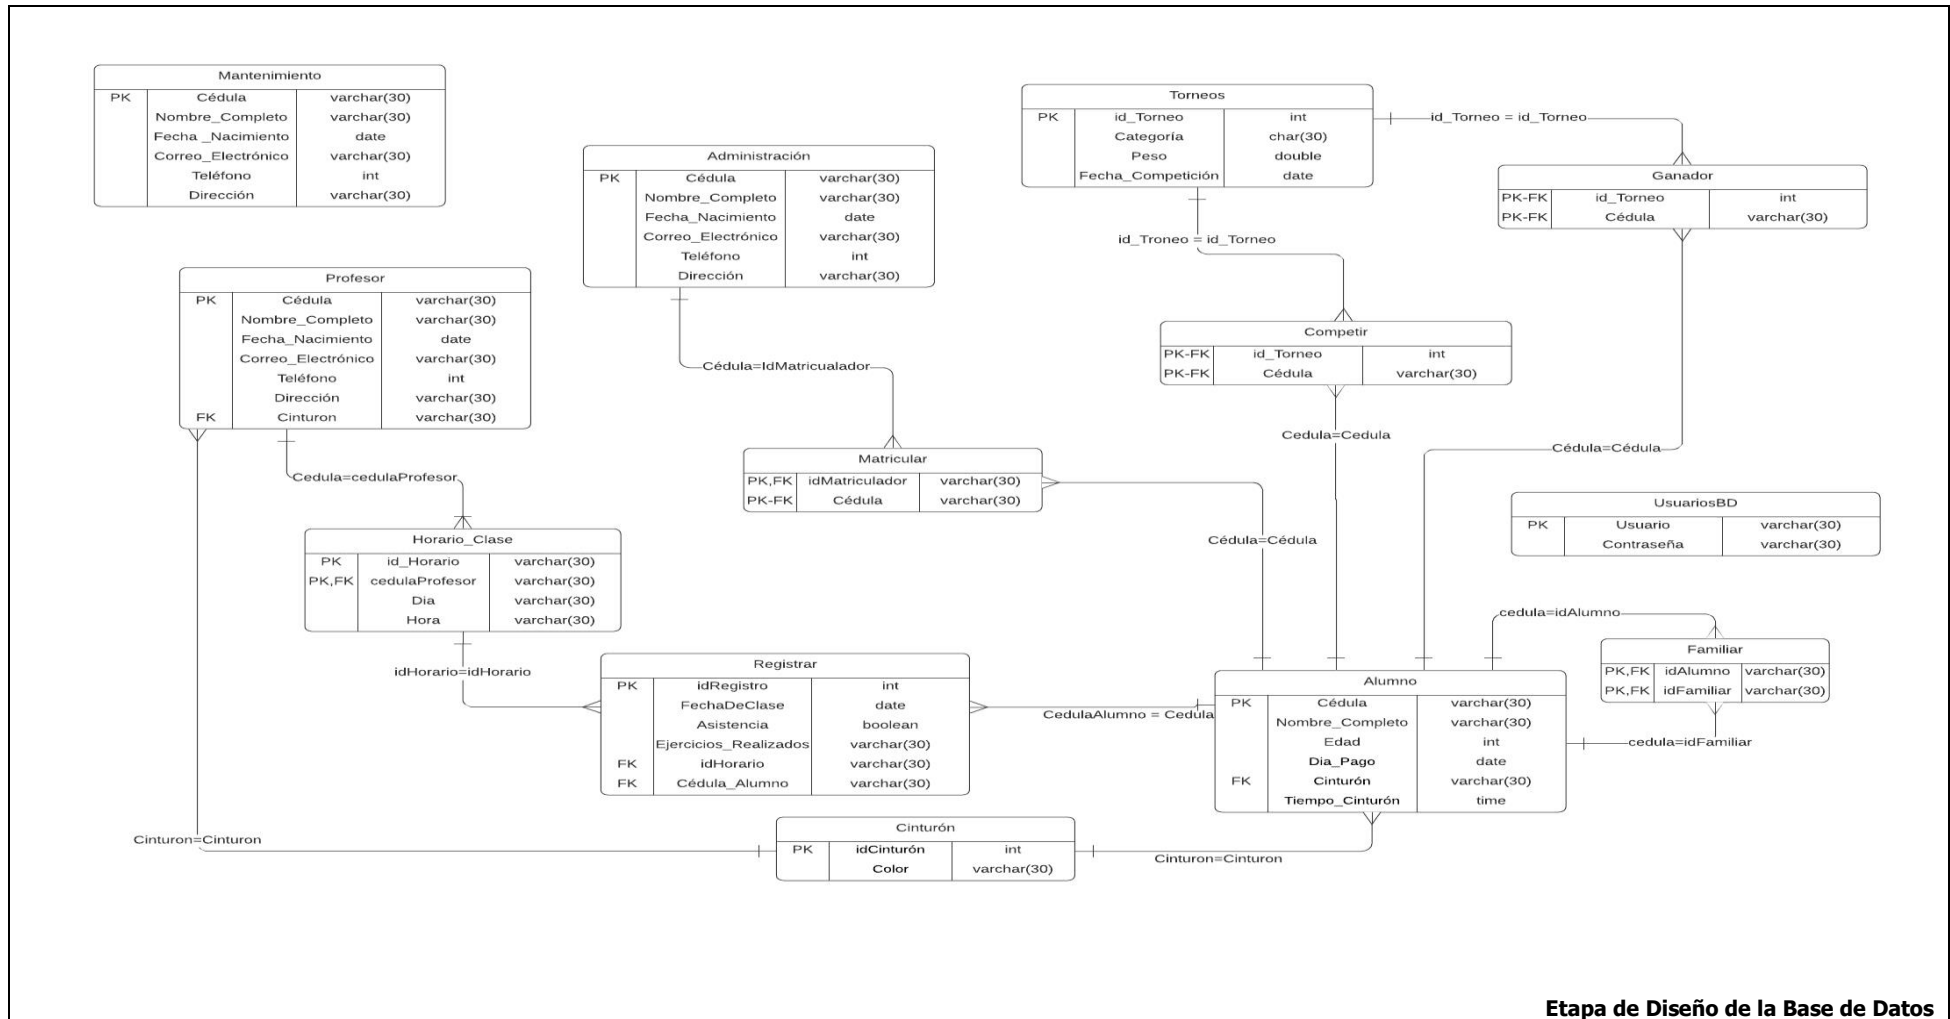 Mantenimiento
PK Cédula varchar(30)
Nombre_Completo varchar(30)
Fecha _Nacimiento date
Correo_Electrónico varchar(30)
Teléfono int
Dirección varchar(30)
Administración
PK Cédula varchar(30)
Nombre_Completo varchar(30)
Fecha_Nacimiento date
Correo_Electrónico varchar(30)
Teléfono int
Dirección varchar(30)
Torneos
PK id_Torneo int
Categoría char(30)
Peso double
Fecha_Competición date
id_Torneo = id_Torneo
Ganador
PK-FK id_Torneo int
PK-FK Cédula varchar(30)
id_Troneo = id_Torneo
Profesor
PK Cédula varchar(30)
Nombre_Completo varchar(30)
Fecha_Nacimiento date
Correo_Electrónico varchar(30)
Teléfono int
Dirección varchar(30)
FK Cinturon varchar(30)
Cédula=IdMatricualador
Competir
PK-FK id_Torneo int
PK-FK Cédula varchar(30)
Cedula=Cedula
Cédula=Cédula
Cedula=cedulaProfesor
Matricular
PK,FK idMatriculador varchar(30)
PK-FK Cédula varchar(30)
Cédula=Cédula
UsuariosBD
PK Usuario varchar(30)
Contraseña varchar(30)
Horario_Clase
PK id_Horario varchar(30)
PK,FK cedulaProfesor varchar(30)
Dia varchar(30)
Hora varchar(30)
idHorario=idHorario
cedula=idAlumno
Familiar
PK,FK idAlumno varchar(30)
PK,FK idFamiliar varchar(30)
cedula=idFamiliar
Registrar
PK idRegistro int
FechaDeClase date
Asistencia boolean
Ejercicios_Realizados varchar(30)
FK idHorario varchar(30)
FK Cédula_Alumno varchar(30)
CedulaAlumno = Cedula
Alumno
PK Cédula varchar(30)
Nombre_Completo varchar(30)
Edad int
Dia_Pago date
FK Cinturón varchar(30)
Tiempo_Cinturón time
Cinturon=Cinturon
Cinturón
PK idCinturón int
Color varchar(30)
Cinturon=Cinturon
Etapa de Diseño de la Base de Datos